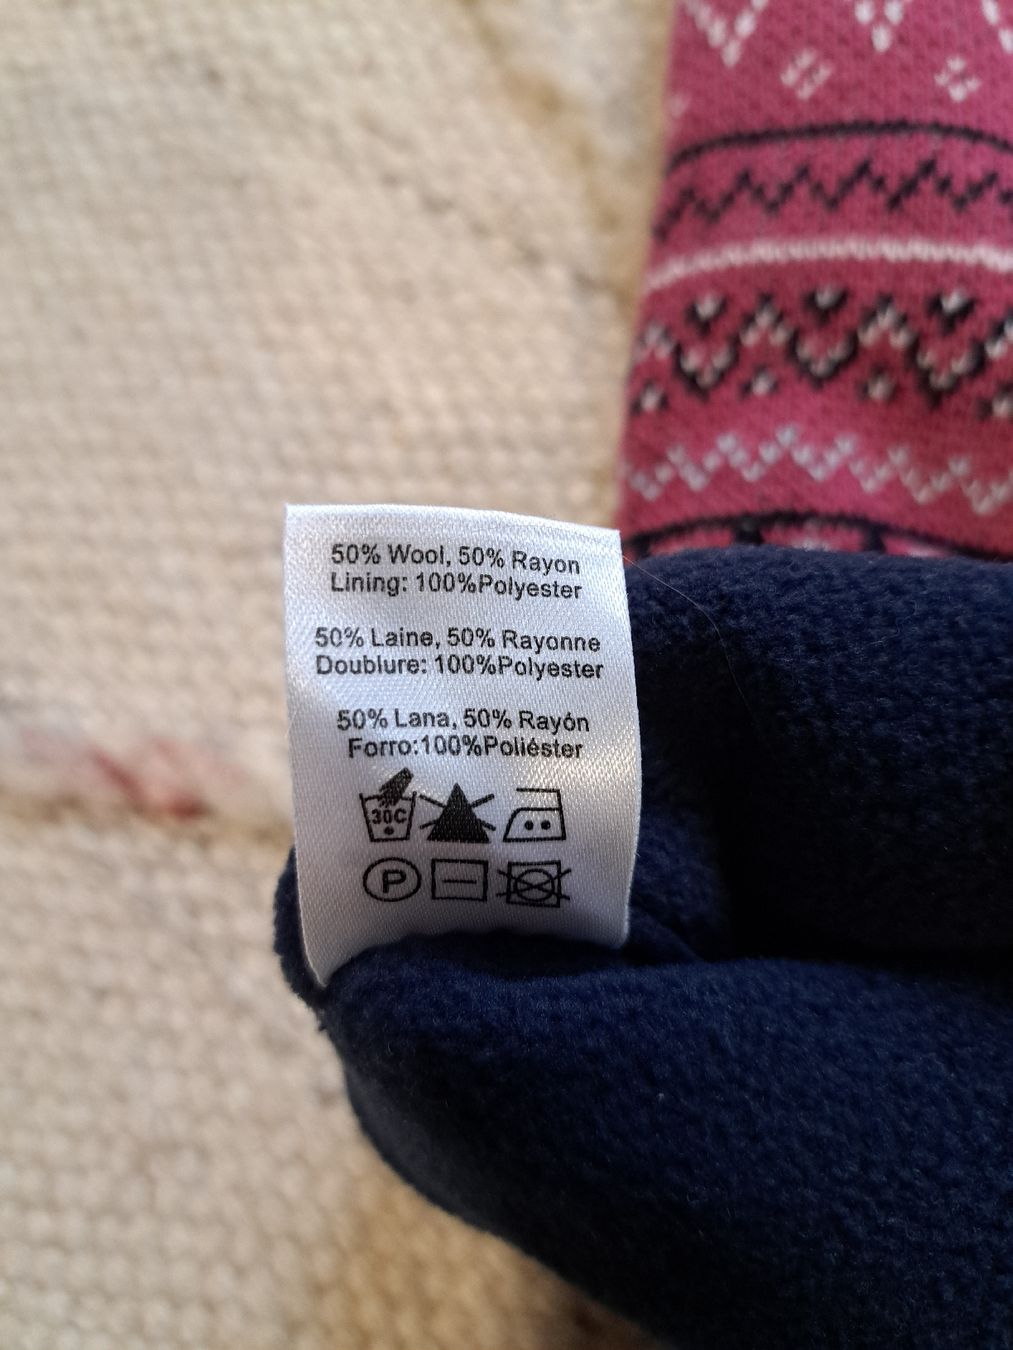 50% Wool, 50% Rayon
Lining: 100%Polyester
50% Laine, 50% Rayonne
Doublure: 100%Polyester
50% Lana, 50% Rayón
Forro:100%Poliéster
30C
P